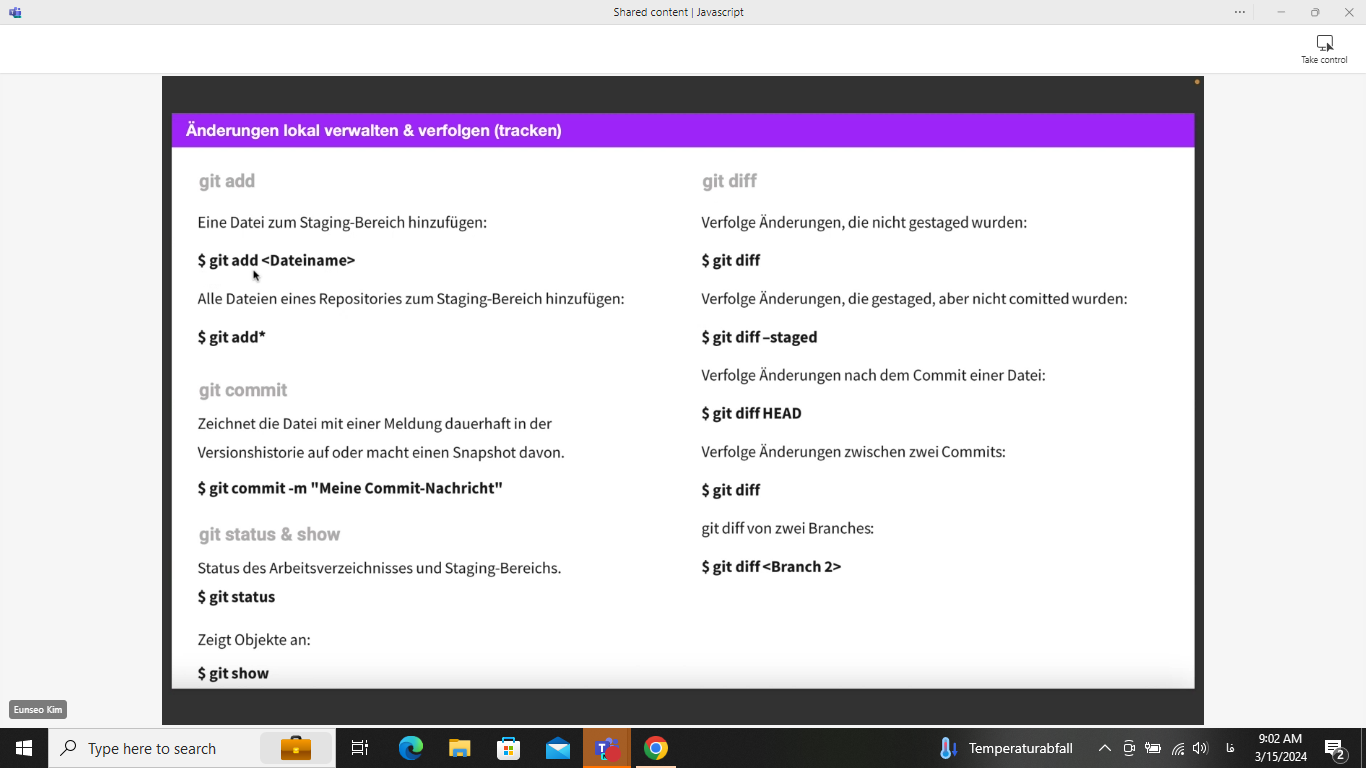 Shared content | Javascript
Take control
Änderungen lokal verwalten & verfolgen (tracken)
git add
Eine Datei zum Staging-Bereich hinzufügen:
$ git add <Dateiname>
Alle Dateien eines Repositories zum Staging-Bereich hinzufügen:
$ git add*
git commit
Zeichnet die Datei mit einer Meldung dauerhaft in der
Versionshistorie auf oder macht einen Snapshot davon.
$ git commit -m "Meine Commit-Nachricht"
git status & show
Status des Arbeitsverzeichnisses und Staging-Bereichs.
$ git status
Zeigt Objekte an:
$ git show
git diff
Verfolge Änderungen, die nicht gestaged wurden:
$ git diff
Verfolge Änderungen, die gestaged, aber nicht comitted wurden:
$ git diff –staged
Verfolge Änderungen nach dem Commit einer Datei:
$ git diff HEAD
Verfolge Änderungen zwischen zwei Commits:
$ git diff
git diff von zwei Branches:
$ git diff <Branch 2>
Eunseo Kim
Type here to search
Temperaturabfall
فا
9:02 AM
3/15/2024
2